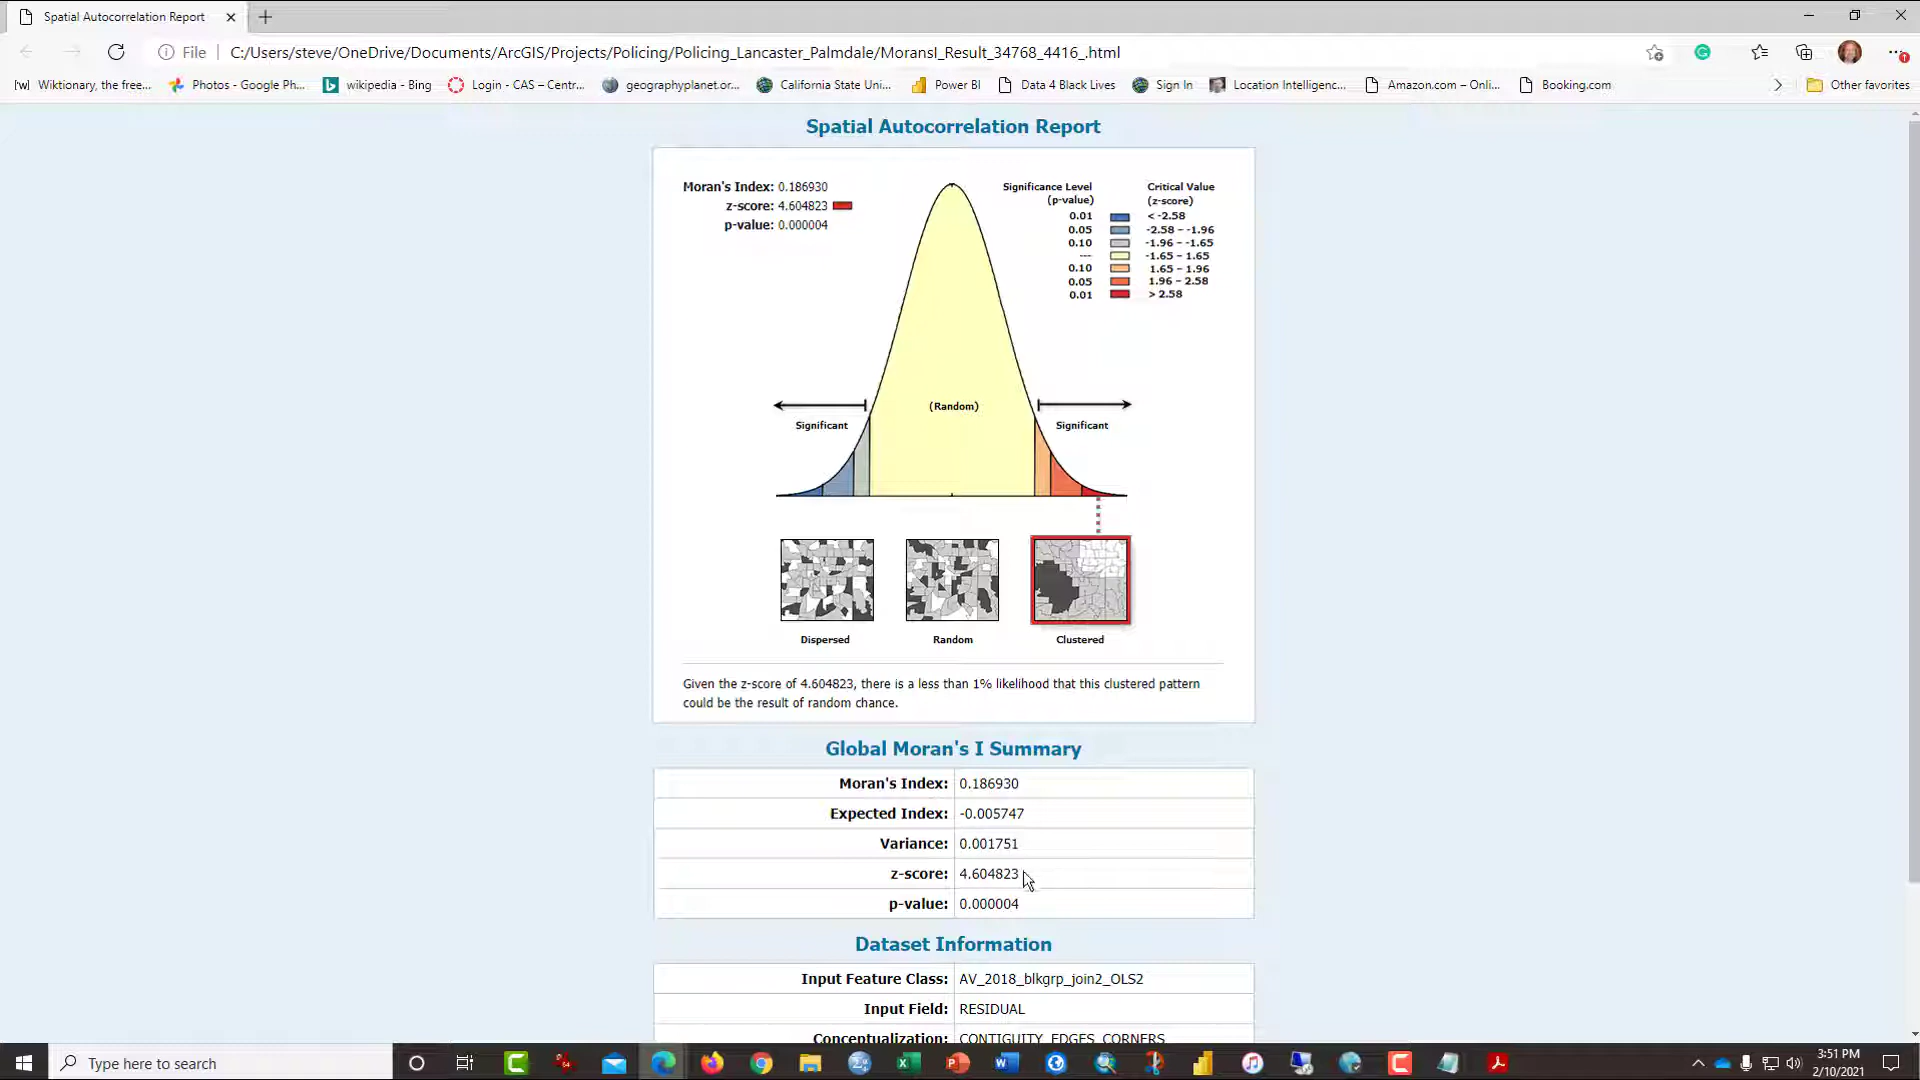 Spatial Autocorrelation Report
File
C:/Users/steve/OneDrive/Documents/ArcGIS/Projects/Policing/Policing_Lancaster_Palmdale/MoransI_Result_34768_4416_.html
Wiktionary, the free...
Photos - Google Ph...
wikipedia - Bing
Login - CAS – Centr...
geographyplanet.or...
California State Uni...
Power BI
Data 4 Black Lives
Sign In
Location Intelligenc...
Amazon.com – Onli...
Booking.com
Other favorites
Spatial Autocorrelation Report
Moran's Index: 0.186930
z-score: 4.604823
p-value: 0.000004
Significance Level (p-value)
Critical Value (z-score)
0.01 < -2.58
0.05 -2.58 – -1.96
0.10 -1.96 – -1.65
--- -1.65 – 1.65
0.10 1.65 – 1.96
0.05 1.96 – 2.58
0.01 > 2.58
(Random)
Significant
Significant
Dispersed
Random
Clustered
Given the z-score of 4.604823, there is a less than 1% likelihood that this clustered pattern
could be the result of random chance.
Global Moran's I Summary
Moran's Index: 0.186930
Expected Index: -0.005747
Variance: 0.001751
z-score: 4.604823
p-value: 0.000004
Dataset Information
Input Feature Class: AV_2018_blkgrp_join2_OLS2
Input Field: RESIDUAL
Conceptualization: CONTIGUITY_EDGES_CORNERS
Type here to search
3:51 PM
2/10/2021